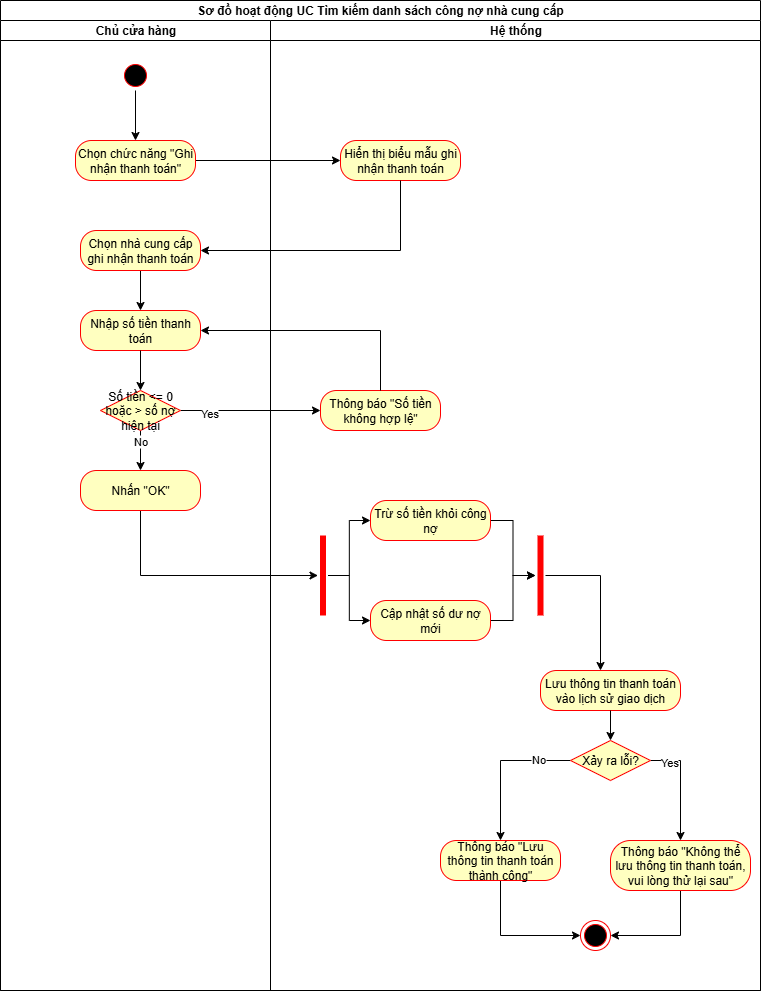 Sơ đồ hoạt động UC Tìm kiếm danh sách công nợ nhà cung cấp
Chủ cửa hàng
Hệ thống
Chọn chức năng "Ghi
nhận thanh toán"
Hiển thị biểu mẫu ghi
nhận thanh toán
Chọn nhà cung cấp
ghi nhận thanh toán
Nhập số tiền thanh
toán
Số tiền <= 0
hoặc > số nợ
hiện tại
Yes
Thông báo "Số tiền
không hợp lệ"
No
Nhấn "OK"
Trừ số tiền khỏi công
nợ
Cập nhật số dư nợ
mới
Lưu thông tin thanh toán
vào lịch sử giao dịch
Xảy ra lỗi?
No
Yes
Thông báo "Lưu
thông tin thanh toán
thành công"
Thông báo "Không thể
lưu thông tin thanh toán,
vui lòng thử lại sau"